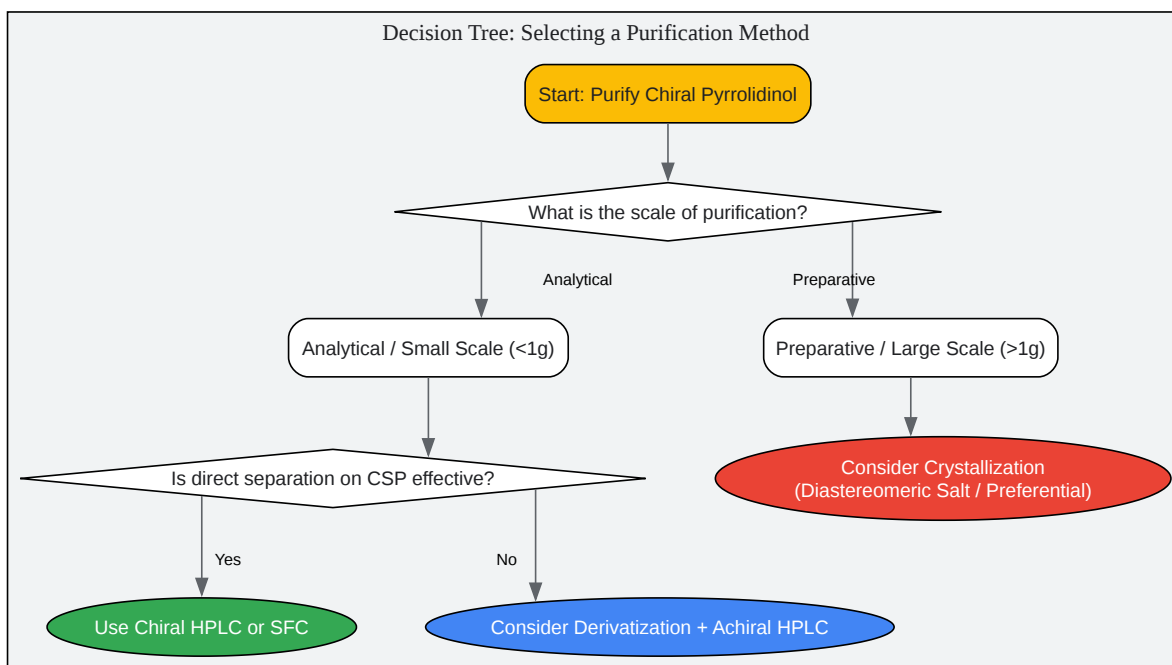 Decision Tree: Selecting a Purification Method
Start: Purify Chiral Pyrrolidinol
What is the scale of purification?
Analytical
Preparative
Analytical / Small Scale (<1g)
Preparative / Large Scale (>1g)
Is direct separation on CSP effective?
Consider Crystallization
(Diastereomeric Salt / Preferential)
Yes
No
Use Chiral HPLC or SFC
Consider Derivatization + Achiral HPLC